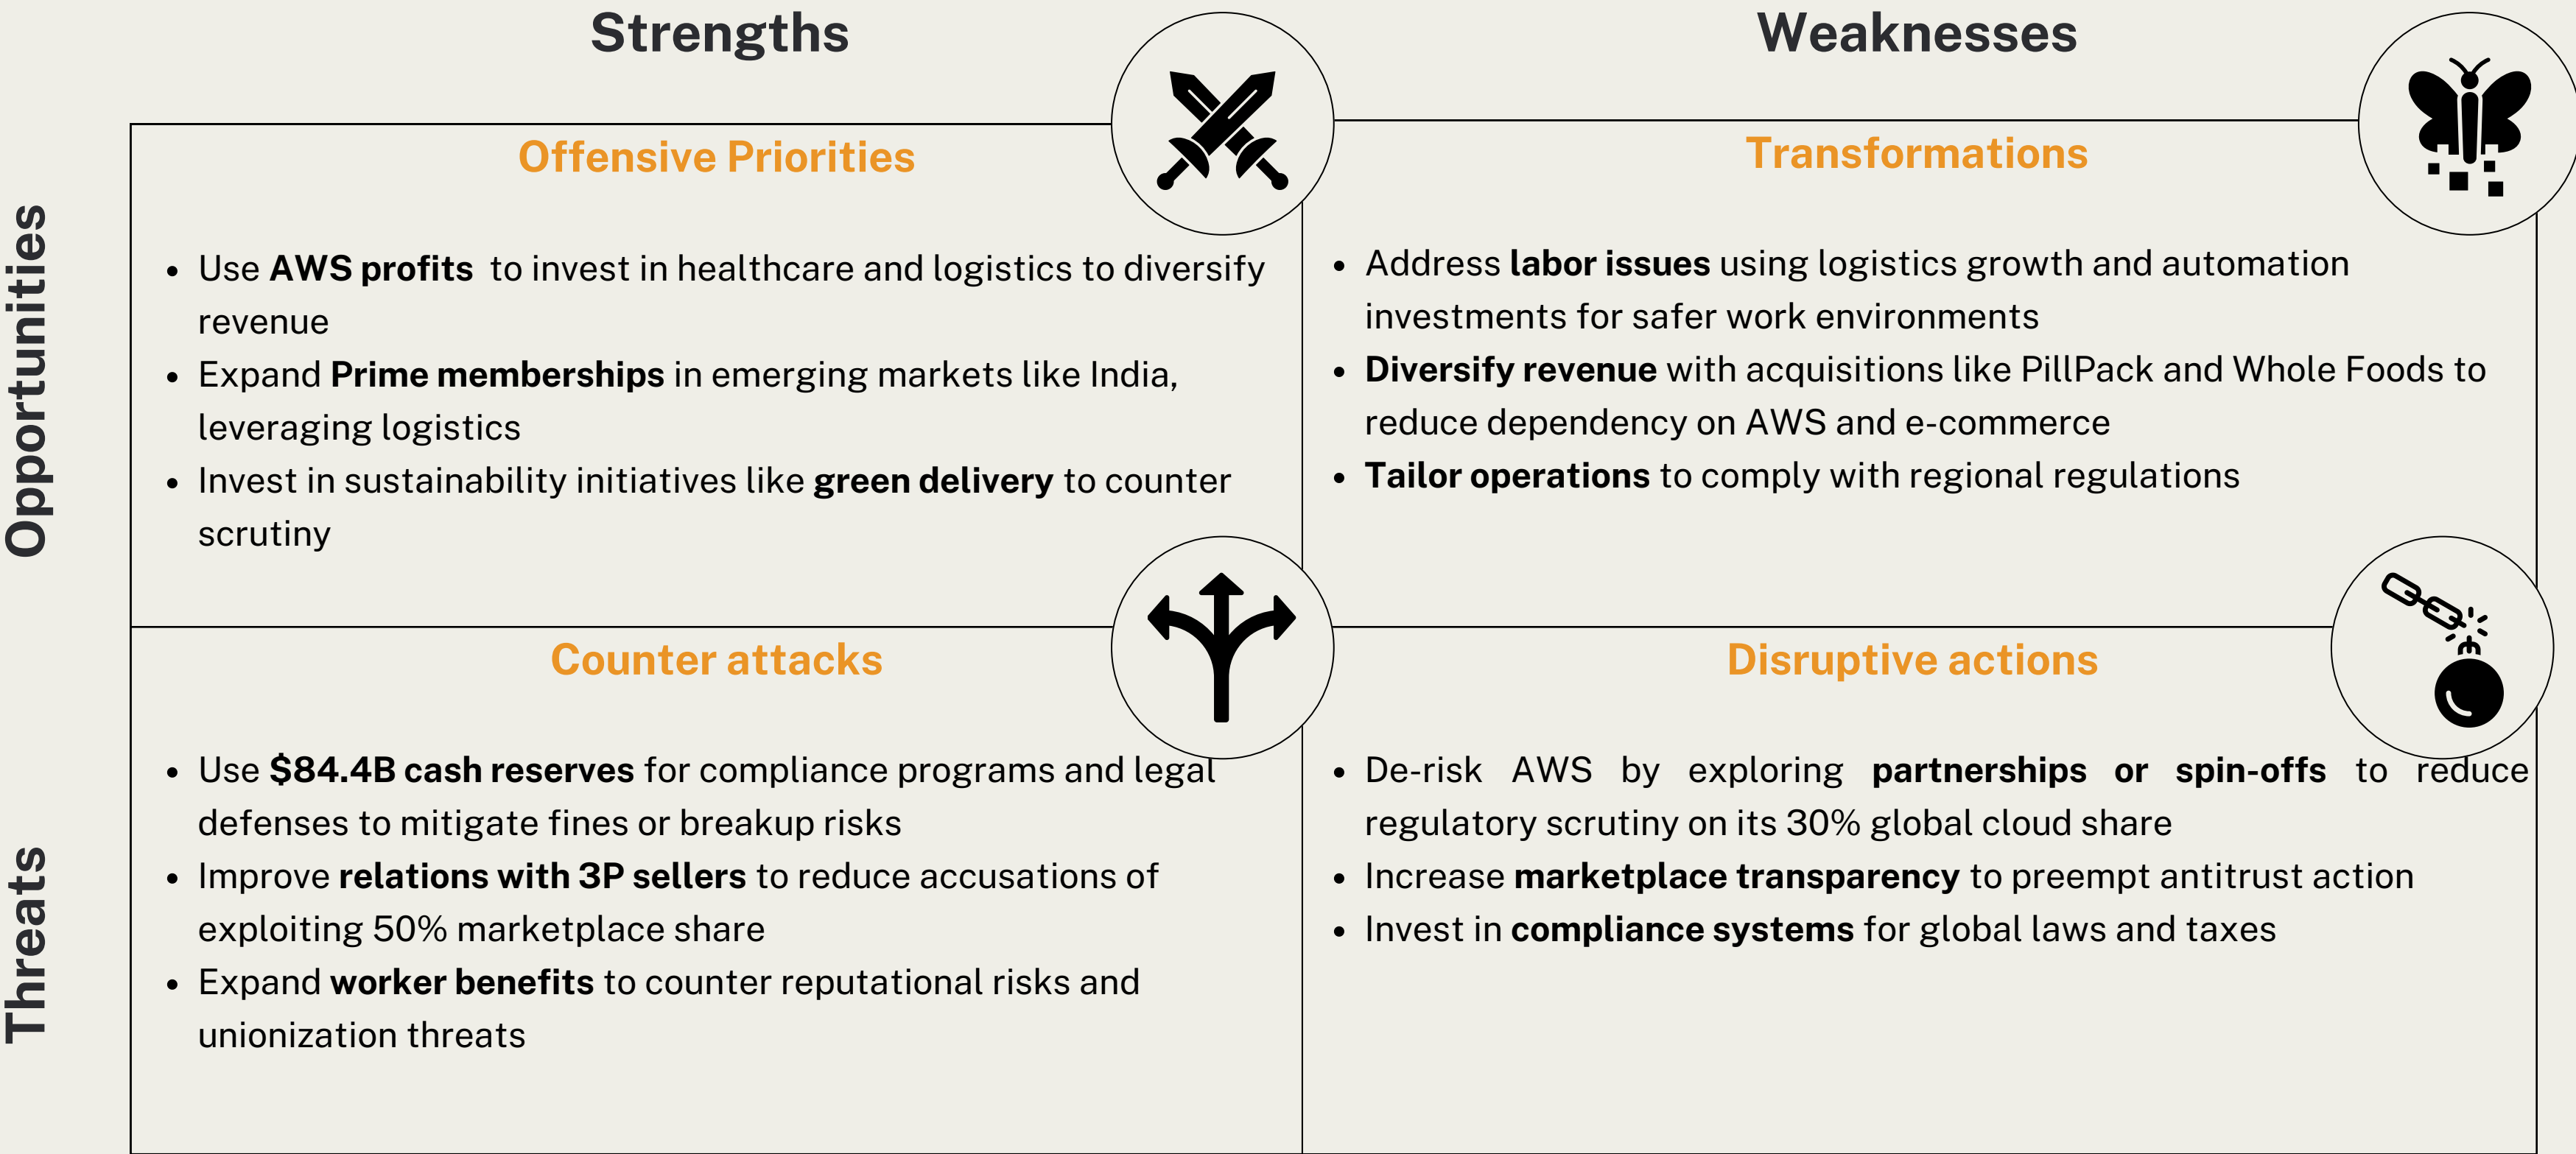 Strengths
Weaknesses
Opportunities
Offensive Priorities
• Use AWS profits to invest in healthcare and logistics to diversify
revenue
• Expand Prime memberships in emerging markets like India,
leveraging logistics
• Invest in sustainability initiatives like green delivery to counter
scrutiny
Transformations
• Address labor issues using logistics growth and automation
investments for safer work environments
• Diversify revenue with acquisitions like PillPack and Whole Foods to
reduce dependency on AWS and e-commerce
• Tailor operations to comply with regional regulations
Threats
Counter attacks
• Use $84.4B cash reserves for compliance programs and legal
defenses to mitigate fines or breakup risks
• Improve relations with 3P sellers to reduce accusations of
exploiting 50% marketplace share
• Expand worker benefits to counter reputational risks and
unionization threats
Disruptive actions
• De-risk AWS by exploring partnerships or spin-offs to reduce
regulatory scrutiny on its 30% global cloud share
• Increase marketplace transparency to preempt antitrust action
• Invest in compliance systems for global laws and taxes